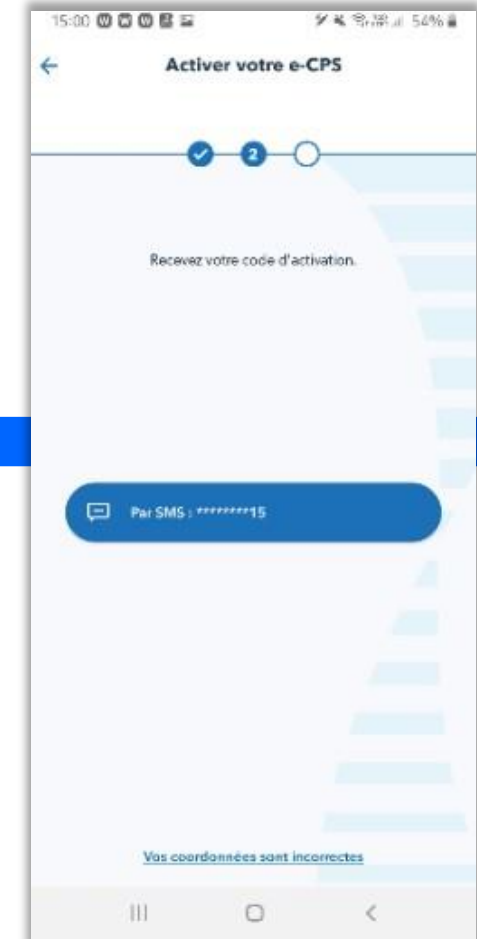 15:00 54%
Activer votre e-CPS
2
Recevez votre code d'activation.
Par SMS : ********15
Vos coordonnées sont incorrectes